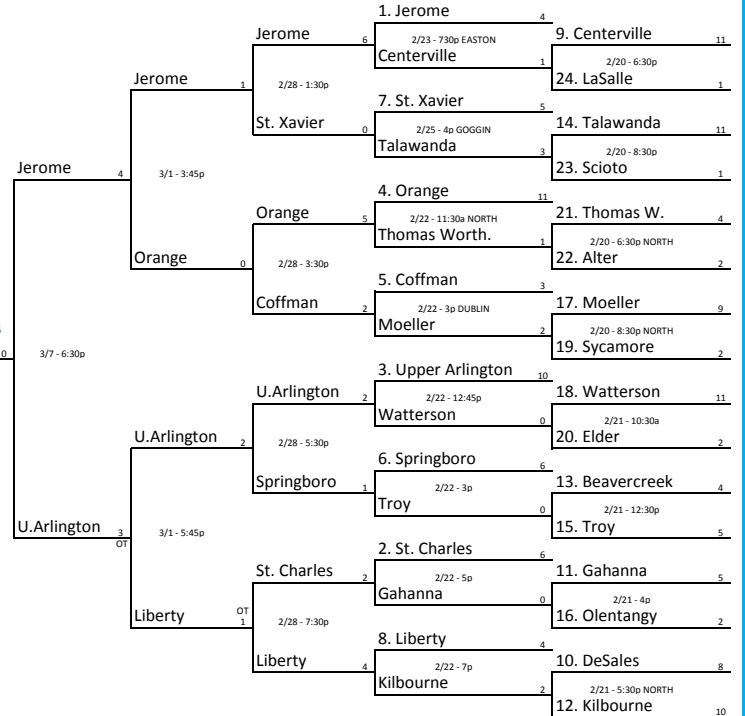 1. Jerome 4
Jerome 6 2/23 - 730p EASTON 9. Centerville 11
Centerville 1 2/20 - 6:30p
Jerome 1 2/28 - 1:30p 24. LaSalle 1
7. St. Xavier 5
St. Xavier 0 2/25 - 4p GOGGIN 14. Talawanda 11
Talawanda 3 2/20 - 8:30p
Jerome 4 3/1 - 3:45p 23. Scioto 1
4. Orange 11
Orange 5 2/22 - 11:30a NORTH 21. Thomas W. 4
Thomas Worth. 1 2/20 - 6:30p NORTH
Orange 0 2/28 - 3:30p 22. Alter 2
5. Coffman 3
Coffman 2 2/22 - 3p DUBLIN 17. Moeller 9
Moeller 2 2/20 - 8:30p NORTH
0 3/7 - 6:30p 19. Sycamore 2
3. Upper Arlington 10
U.Arlington 2 2/22 - 12:45p 18. Watterson 11
Watterson 0 2/21 - 10:30a
U.Arlington 2 2/28 - 5:30p 20. Elder 2
6. Springboro 6
Springboro 1 2/22 - 3p 13. Beavercreek 4
Troy 0 2/21 - 12:30p
U.Arlington 3 3/1 - 5:45p 15. Troy 5
OT
2. St. Charles 6
St. Charles 2 2/22 - 5p 11. Gahanna 5
Gahanna 0 2/21 - 4p
OT
Liberty 1 2/28 - 7:30p 16. Olentangy 2
8. Liberty 4
Liberty 4 2/22 - 7p 10. DeSales 8
Kilbourne 2 2/21 - 5:30p NORTH
12. Kilbourne 10